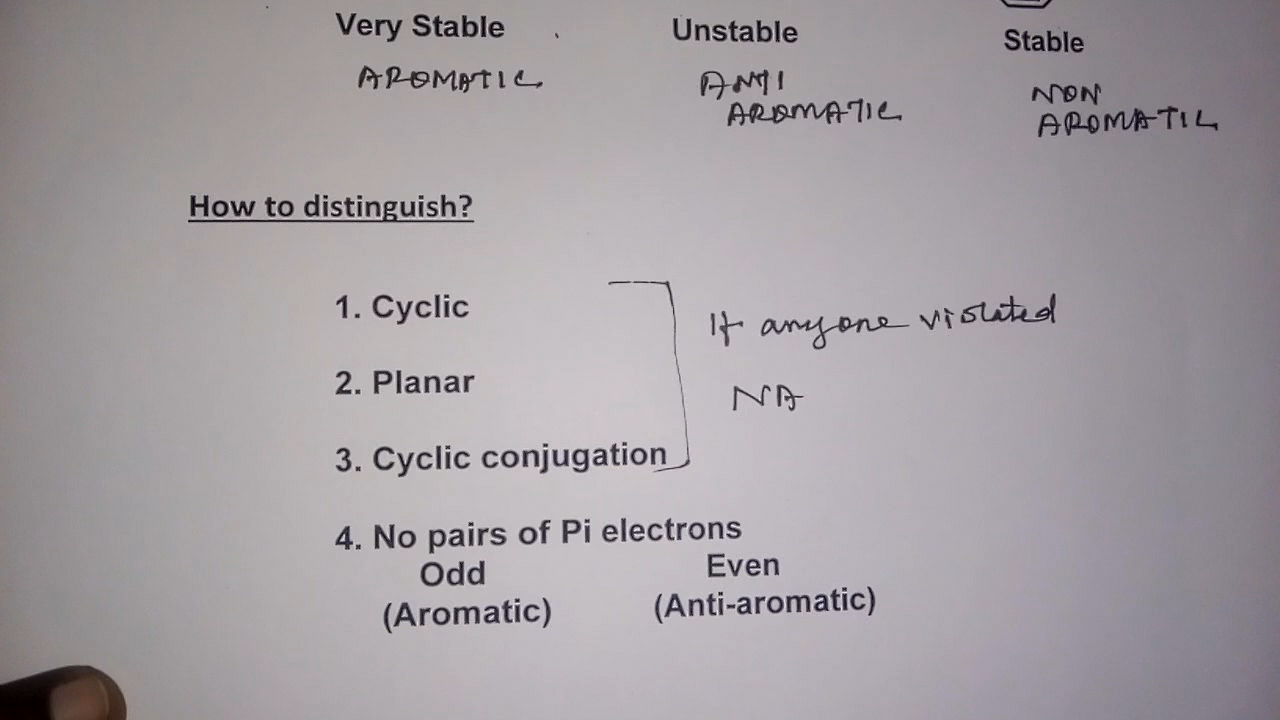 Very Stable
Unstable
Stable
AROMATIC
ANTI
AROMATIC
NON
AROMATIC
How to distinguish?
1. Cyclic
2. Planar
3. Cyclic conjugation
If anyone violated
NA
4. No pairs of Pi electrons
Odd
Even
(Aromatic)
(Anti-aromatic)